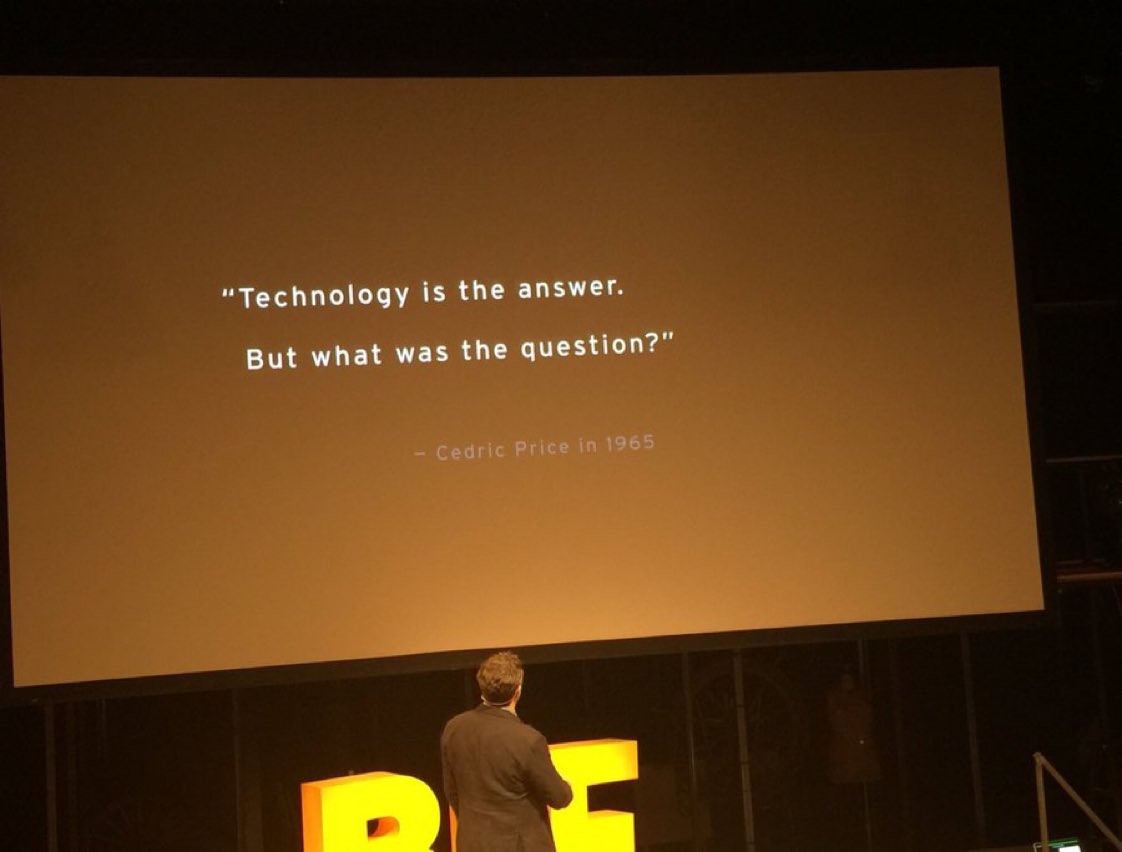 “Technology is the answer.
But what was the question?”
– Cedric Price in 1965